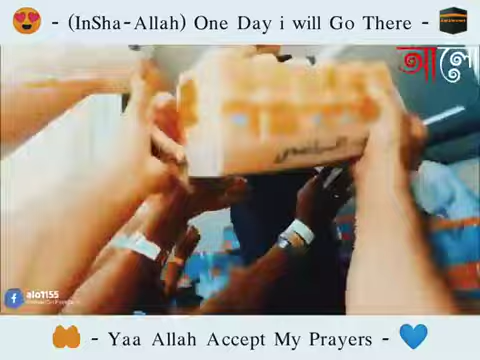 😍 - (InSha-Allah) One Day i will Go There - 🕋
আলো
alo1155
🤲 - Yaa Allah Accept My Prayers - 💙